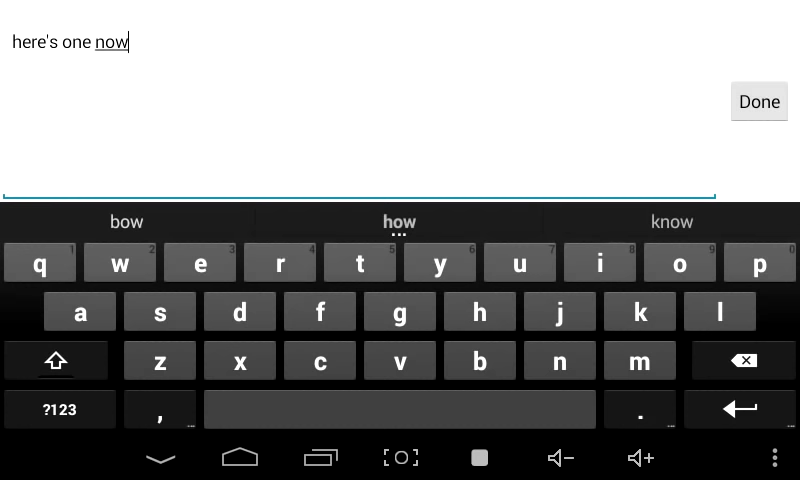 here's one now
Done
bow how know
q 1 w 2 e 3 r 4 t 5 y 6 u 7 i 8 o 9 p 0
a s d f g h j k l
z x c v b n m
?123 , ... . ...